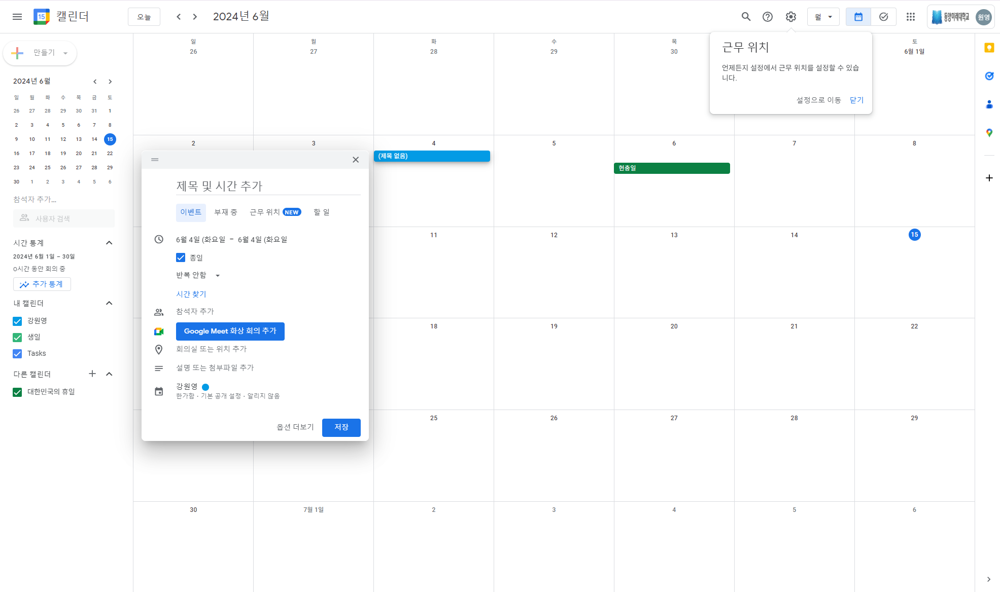 15 캘린더
오늘
2024년 6월
월
동양미래대학교
원영
만들기
2024년 6월
일 월 화 수 목 금 토
26 27 28 29 30 31 1
2 3 4 5 6 7 8
9 10 11 12 13 14 15
16 17 18 19 20 21 22
23 24 25 26 27 28 29
30 1 2 3 4 5 6
참석자 추가...
사용자 검색
시간 통계
2024년 6월 1일 – 30일
0시간 동안 회의 중
추가 통계
내 캘린더
강원영
생일
Tasks
다른 캘린더
대한민국의 휴일
일 월 화 수 목 토
26 27 28 29 30 6월 1일
근무 위치
언제든지 설정에서 근무 위치를 설정할 수 있습
니다.
설정으로 이동 닫기
2 3 4 5 6 7 8
(제목 없음)
현충일
제목 및 시간 추가
이벤트 부재 중 근무 위치 NEW 할 일
6월 4일 (화요일 – 6월 4일 (화요일
종일
반복 안함
시간 찾기
참석자 추가
Google Meet 화상 회의 추가
회의실 또는 위치 추가
설명 또는 첨부파일 추가
강원영
한가함 · 기본 공개 설정 · 알리지 않음
옵션 더보기 저장
11 12 13 14 15
18 19 20 21 22
25 26 27 28 29
30 7월 1일 2 3 4 5 6